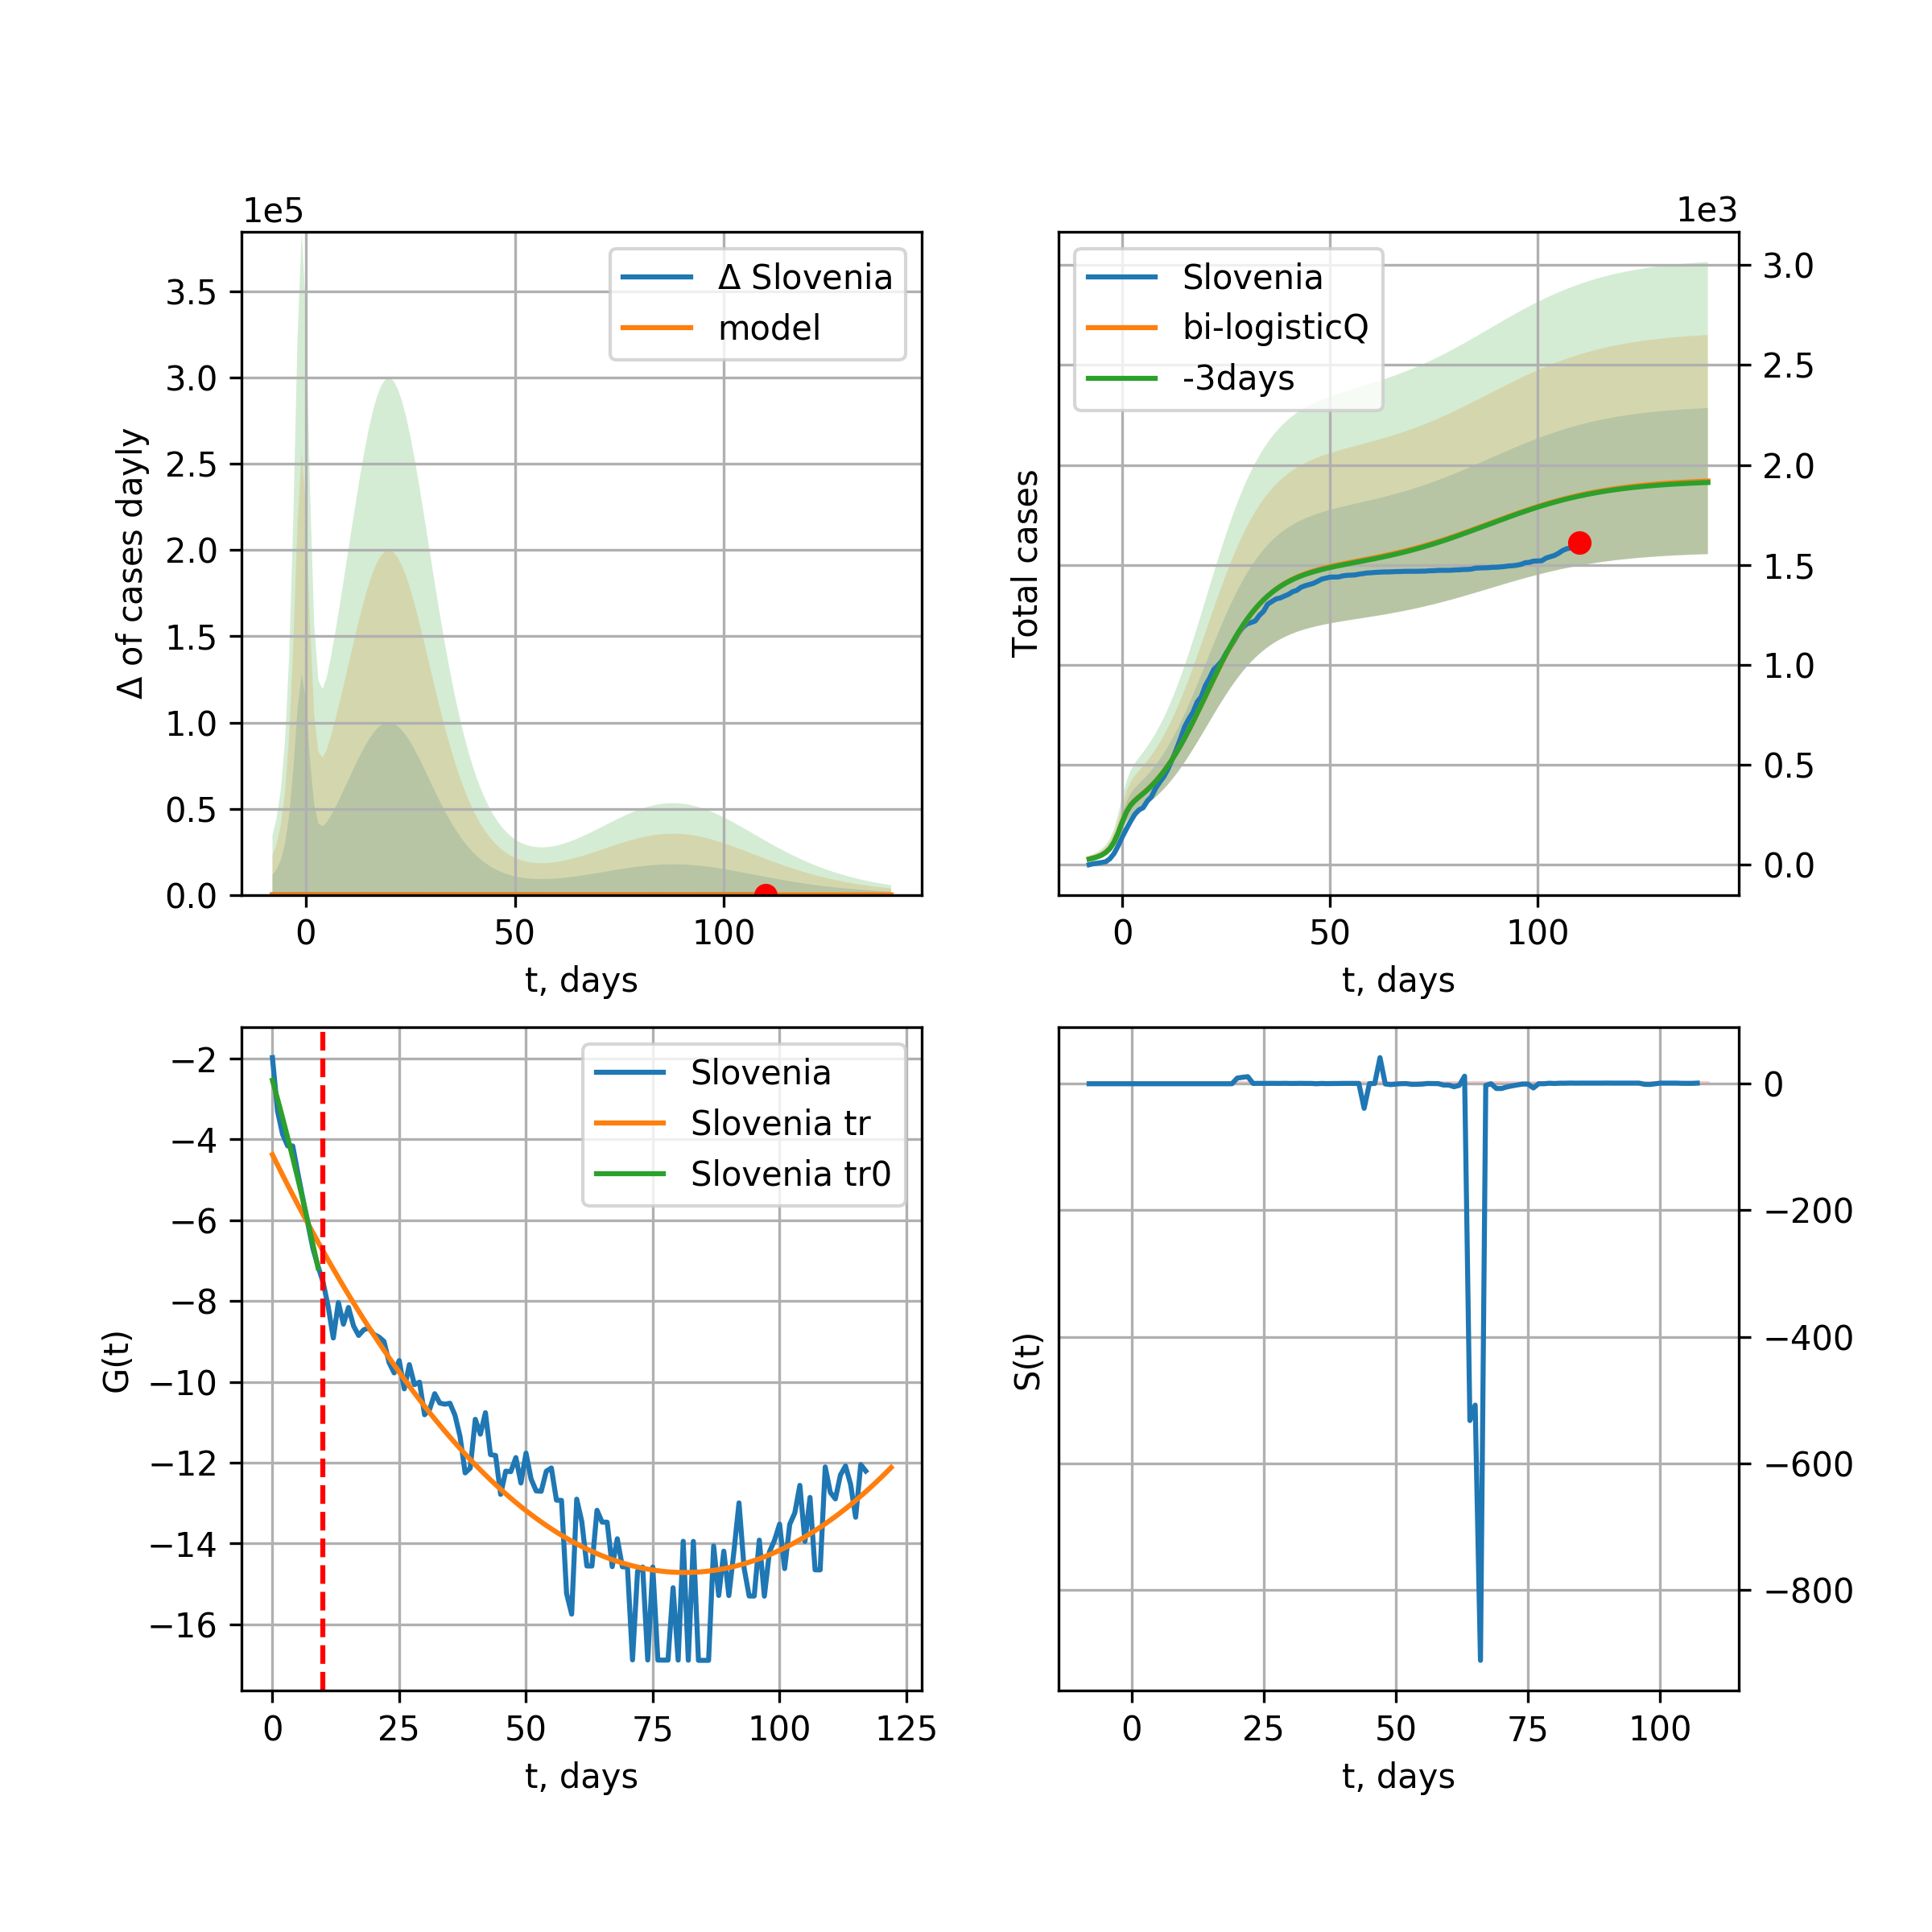 1e5
Δ of cases dayly
3.5
3.0
2.5
2.0
1.5
1.0
0.5
0.0
Δ Slovenia
model
0 50 100
t, days
1e3
Total cases
Slovenia
bi-logisticQ
-3days
3.0
2.5
2.0
1.5
1.0
0.5
0.0
0 50 100
t, days
G(t)
−2
−4
−6
−8
−10
−12
−14
−16
Slovenia
Slovenia tr
Slovenia tr0
0 25 50 75 100 125
t, days
S(t)
0
−200
−400
−600
−800
0 25 50 75 100
t, days